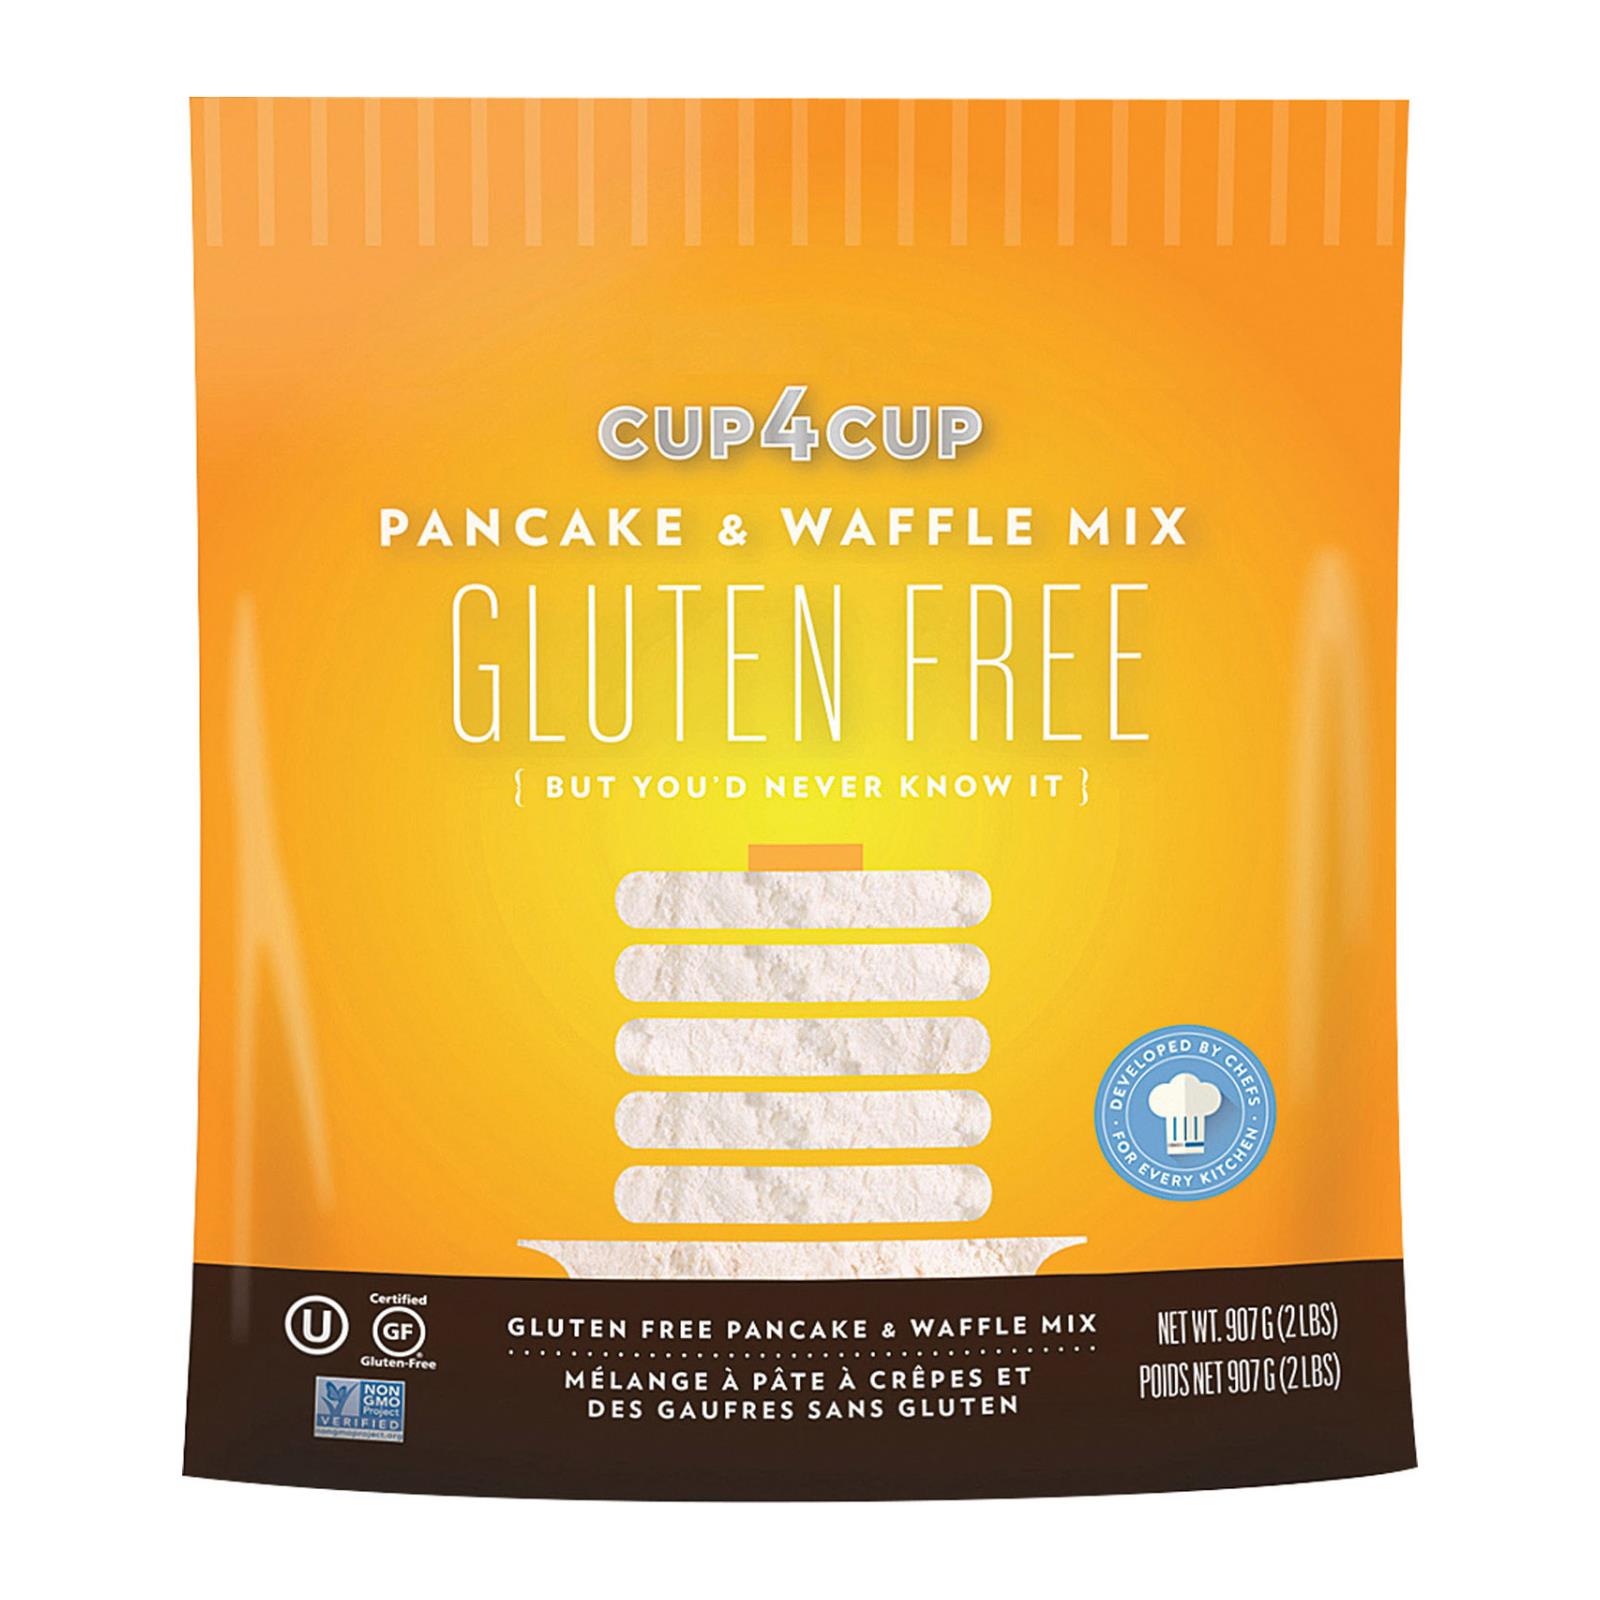 CUP4CUP
PANCAKE & WAFFLE MIX
GLUTEN FREE
{ BUT YOU'D NEVER KNOW IT }
· DEVELOPED BY CHEFS ·
FOR EVERY KITCHEN
U
Certified
GF
®
Gluten-Free
NON
GMO
Project
VERIFIED
nongmoproject.org
GLUTEN FREE PANCAKE & WAFFLE MIX
MÉLANGE À PÂTE À CRÊPES ET
DES GAUFRES SANS GLUTEN
NET WT. 907 G (2 LBS)
POIDS NET 907 G (2 LBS)